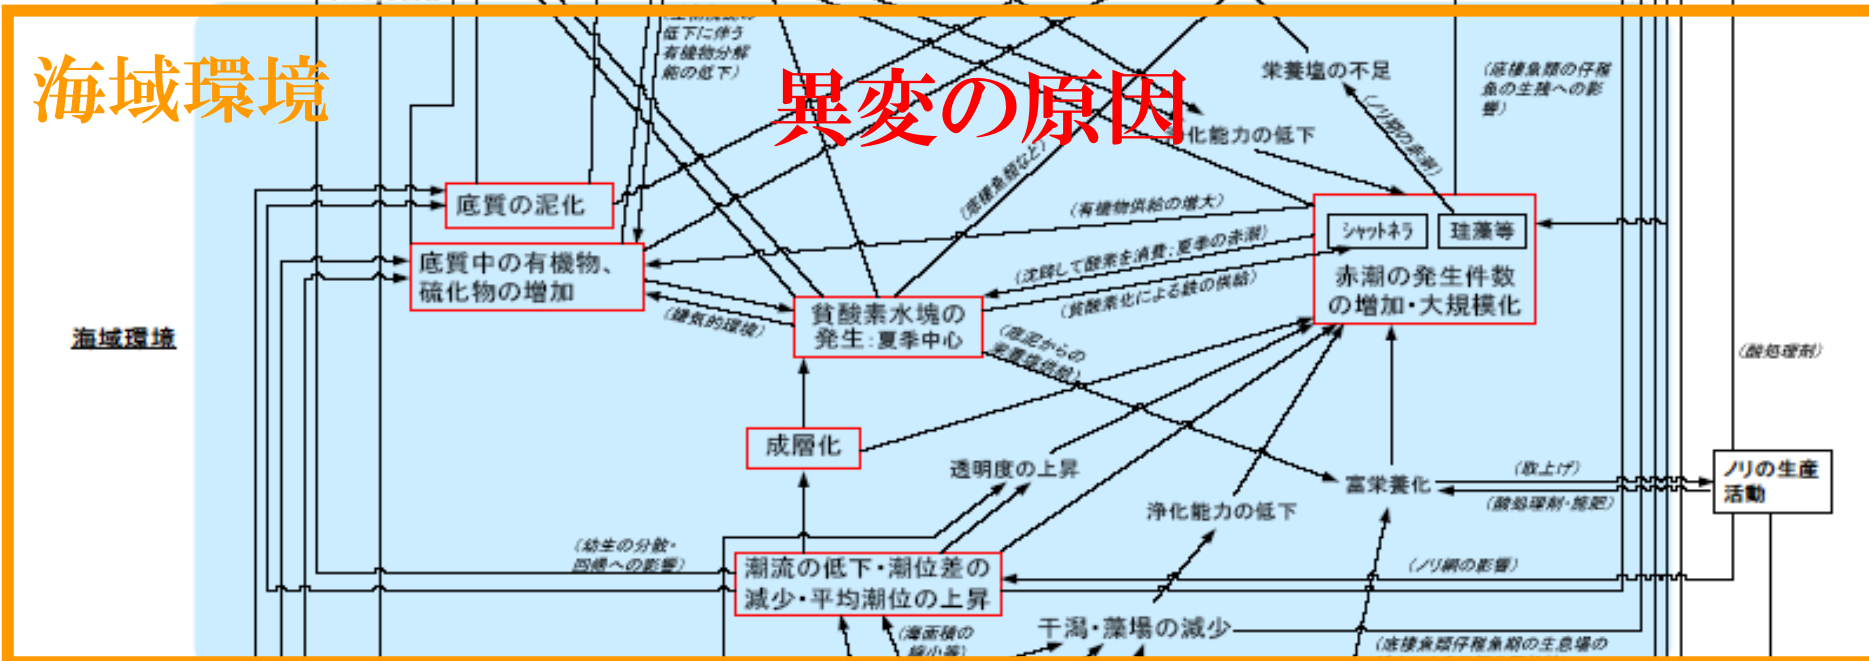 海域環境
異変の原因
低下に伴う
有機物分解
能の低下)
栄養塩の不足
(底棲魚類の仔稚
魚の生残への影
響)
浄化能力の低下
(ノリ期の赤潮)
(底棲魚類など)
底質の泥化
(有機物供給の増大)
シャットネラ
珪藻等
底質中の有機物、
硫化物の増加
(沈降して酸素を消費:夏季の赤潮)
(貧酸素化による鉄の供給)
赤潮の発生件数
の増加・大規模化
貧酸素水塊の
発生:夏季中心
(嫌気的環境)
(底泥からの
栄養塩供給)
海域環境
(酸処理剤)
成層化
透明度の上昇
富栄養化
(取上げ)
ノリの生産
活動
(酸処理剤・施肥)
浄化能力の低下
(幼生の分散・
回帰への影響)
潮流の低下・潮位差の
減少・平均潮位の上昇
(ノリ網の影響)
干潟・藻場の減少
(海面積の
縮小等)
(底棲魚類仔稚魚期の生息場の